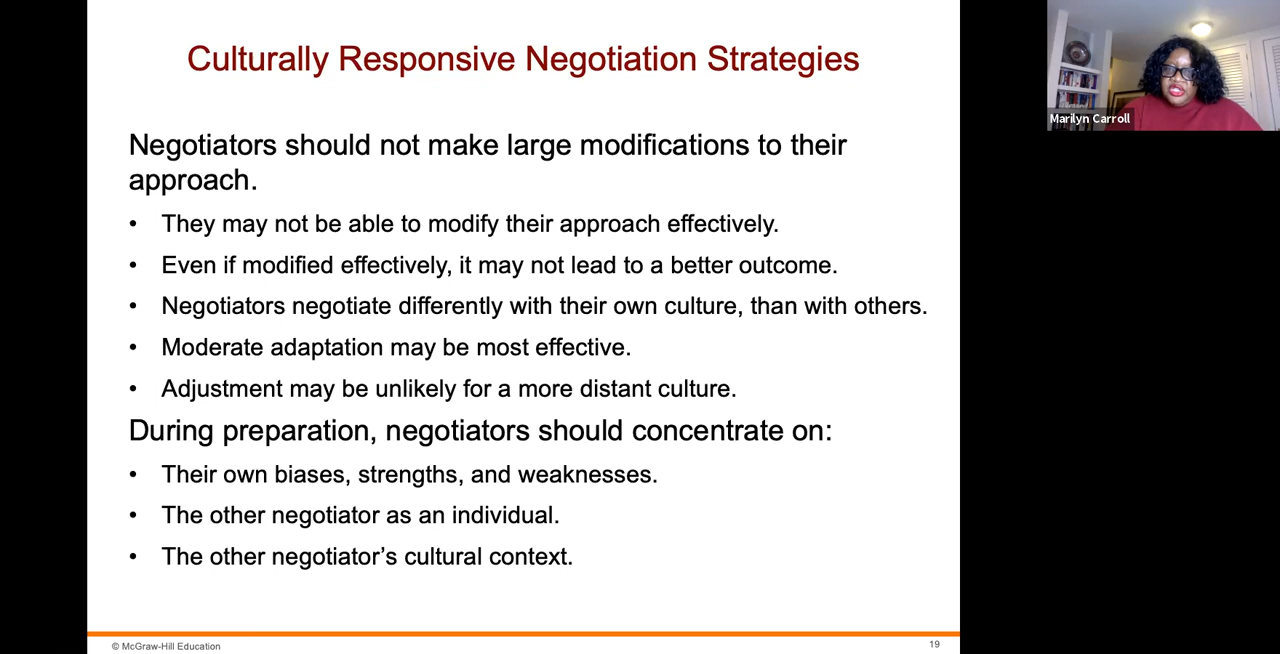 Culturally Responsive Negotiation Strategies
Marilyn Carroll
Negotiators should not make large modifications to their
approach.
• They may not be able to modify their approach effectively.
• Even if modified effectively, it may not lead to a better outcome.
• Negotiators negotiate differently with their own culture, than with others.
• Moderate adaptation may be most effective.
• Adjustment may be unlikely for a more distant culture.
During preparation, negotiators should concentrate on:
• Their own biases, strengths, and weaknesses.
• The other negotiator as an individual.
• The other negotiator’s cultural context.
© McGraw-Hill Education
19